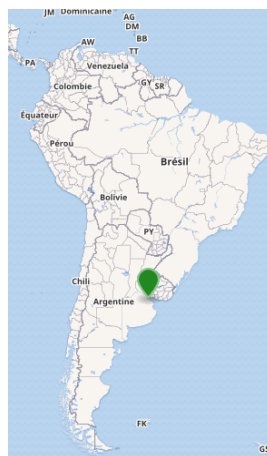 JM
Dominicaine
AG
DM
BB
AW
TT
PA
Venezuela
GY
SR
Colombie
Équateur
Pérou
Brésil
Bolivie
PY
Chili
Argentine
FK
GS